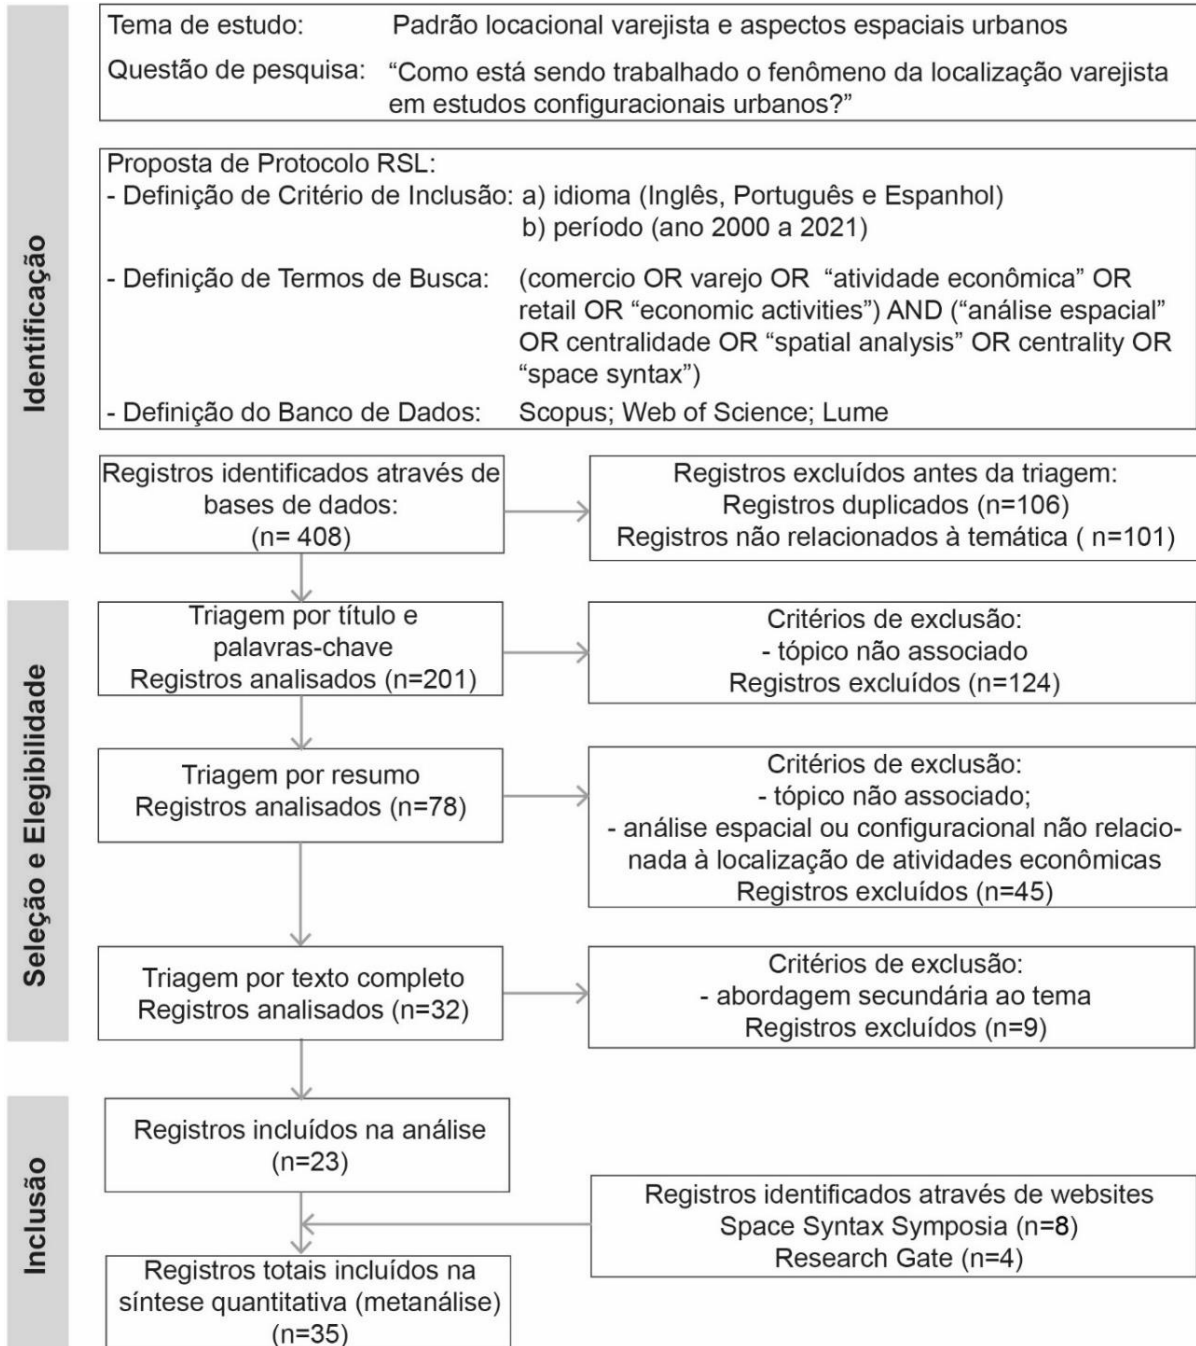 Identificação
Tema de estudo: Padrão locacional varejista e aspectos espaciais urbanos
Questão de pesquisa: “Como está sendo trabalhado o fenômeno da localização varejista
em estudos configuracionais urbanos?”
Proposta de Protocolo RSL:
- Definição de Critério de Inclusão: a) idioma (Inglês, Português e Espanhol)
b) período (ano 2000 a 2021)
- Definição de Termos de Busca: (comercio OR varejo OR “atividade econômica” OR
retail OR “economic activities”) AND (“análise espacial”
OR centralidade OR “spatial analysis” OR centrality OR
“space syntax”)
- Definição do Banco de Dados: Scopus; Web of Science; Lume
Registros identificados através de
bases de dados:
(n= 408)
Registros excluídos antes da triagem:
Registros duplicados (n=106)
Registros não relacionados à temática ( n=101)
Seleção e Elegibilidade
Triagem por título e
palavras-chave
Registros analisados (n=201)
Critérios de exclusão:
- tópico não associado
Registros excluídos (n=124)
Triagem por resumo
Registros analisados (n=78)
Critérios de exclusão:
- tópico não associado;
- análise espacial ou configuracional não relacio-
nada à localização de atividades econômicas
Registros excluídos (n=45)
Triagem por texto completo
Registros analisados (n=32)
Critérios de exclusão:
- abordagem secundária ao tema
Registros excluídos (n=9)
Inclusão
Registros incluídos na análise
(n=23)
Registros identificados através de websites
Space Syntax Symposia (n=8)
Research Gate (n=4)
Registros totais incluídos na
síntese quantitativa (metanálise)
(n=35)